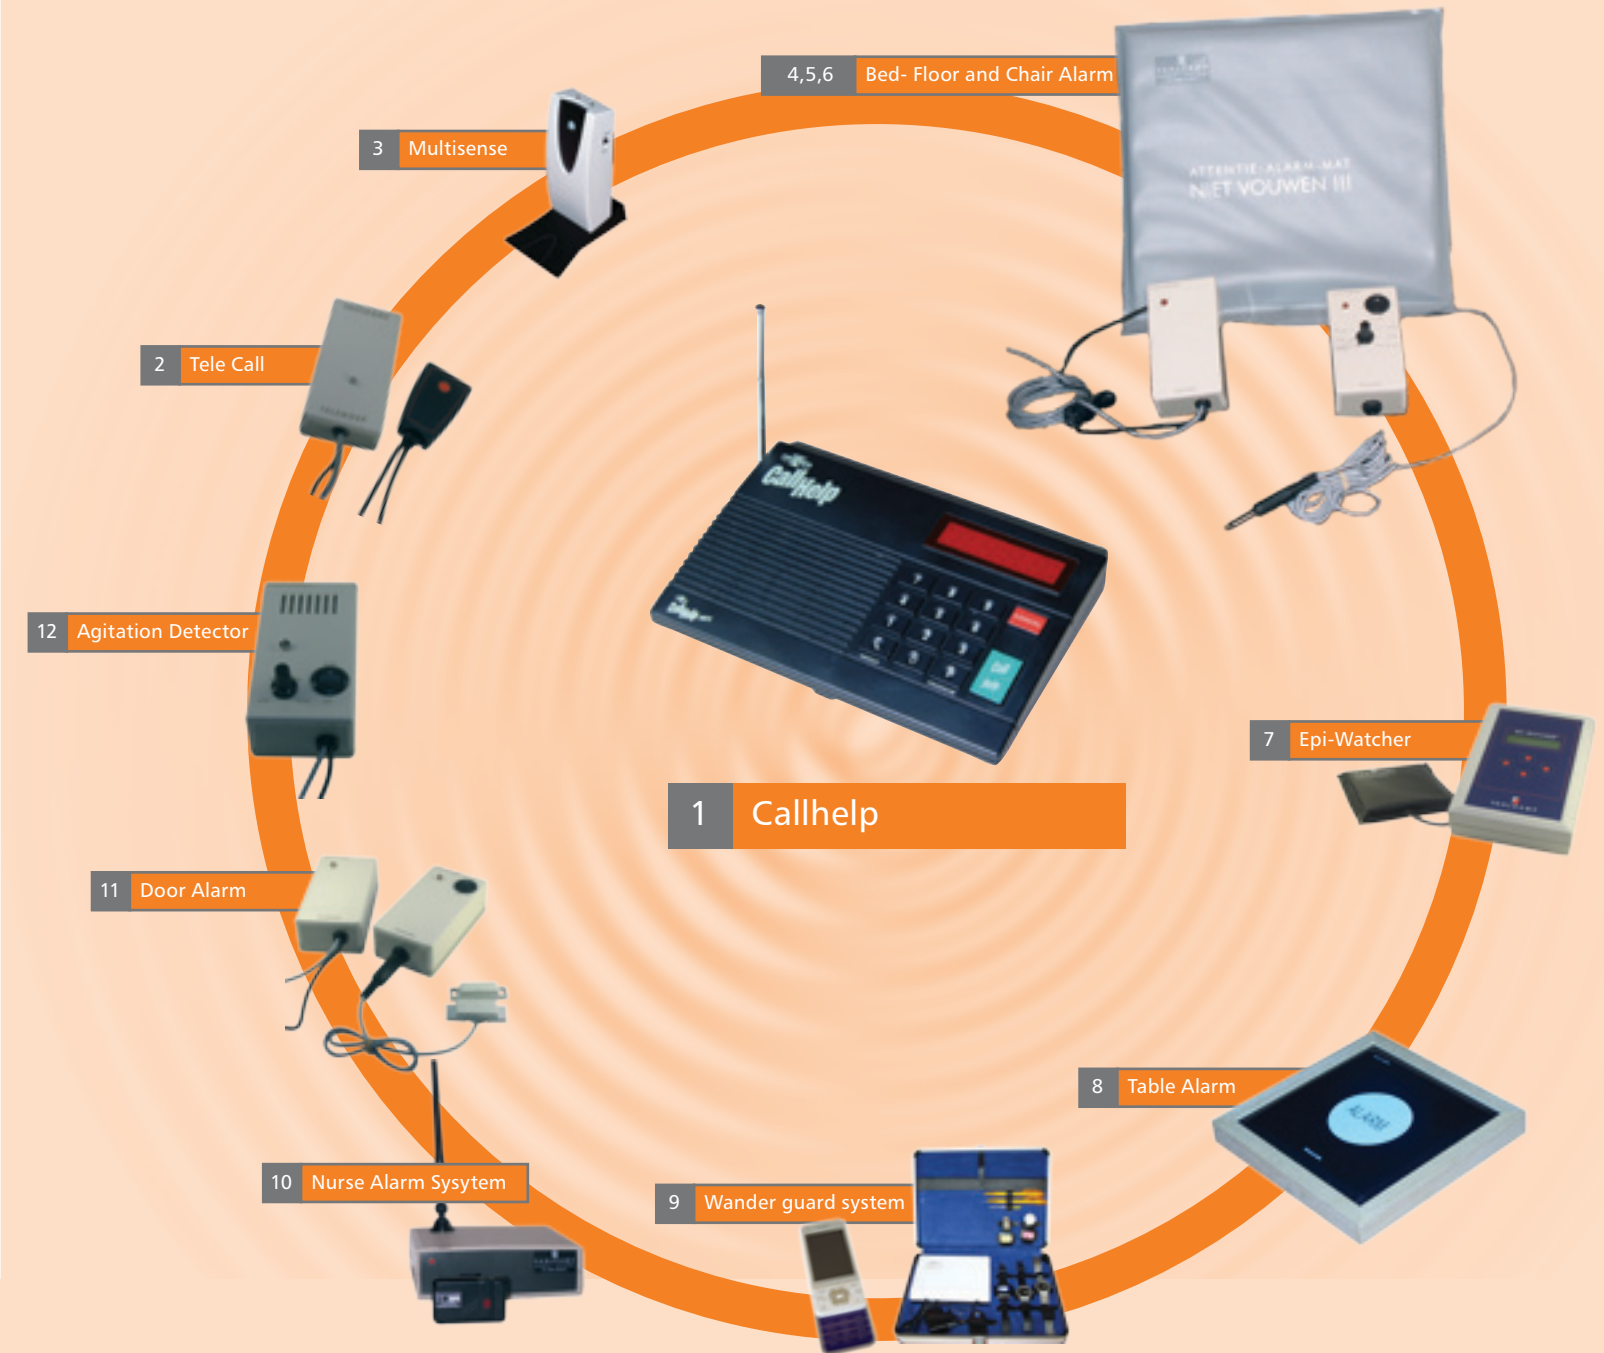 4,5,6 Bed- Floor and Chair Alarm
ATTENTIE: ALARM-MAT
NIET VOUWEN !!!
3 Multisense
2 Tele Call
CallHelp
12 Agitation Detector
7 Epi-Watcher
1 Callhelp
11 Door Alarm
8 Table Alarm
ALARM
10 Nurse Alarm Sysytem
9 Wander guard system